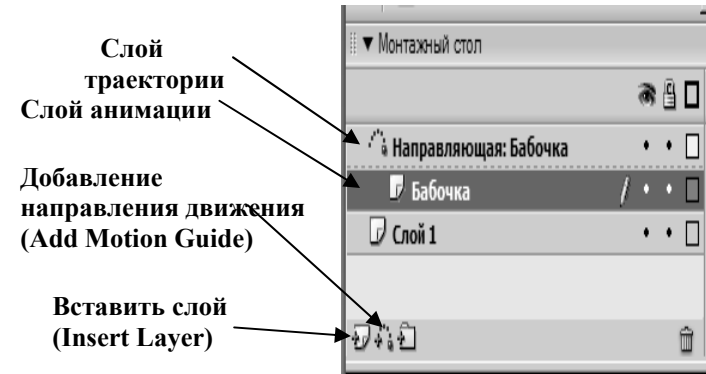 Слой
траектории
Слой анимации
Добавление
направления движения
(Add Motion Guide)
Вставить слой
(Insert Layer)
Монтажный стол
Направляющая: Бабочка
Бабочка
Слой 1